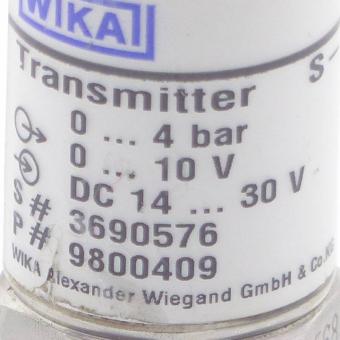 WIKA
Transmitter S-
0 ... 4 bar
0 ... 10 V
DC 14 ... 30 V
S # 3690576
P # 9800409
WIKA Alexander Wiegand GmbH & Co.KG